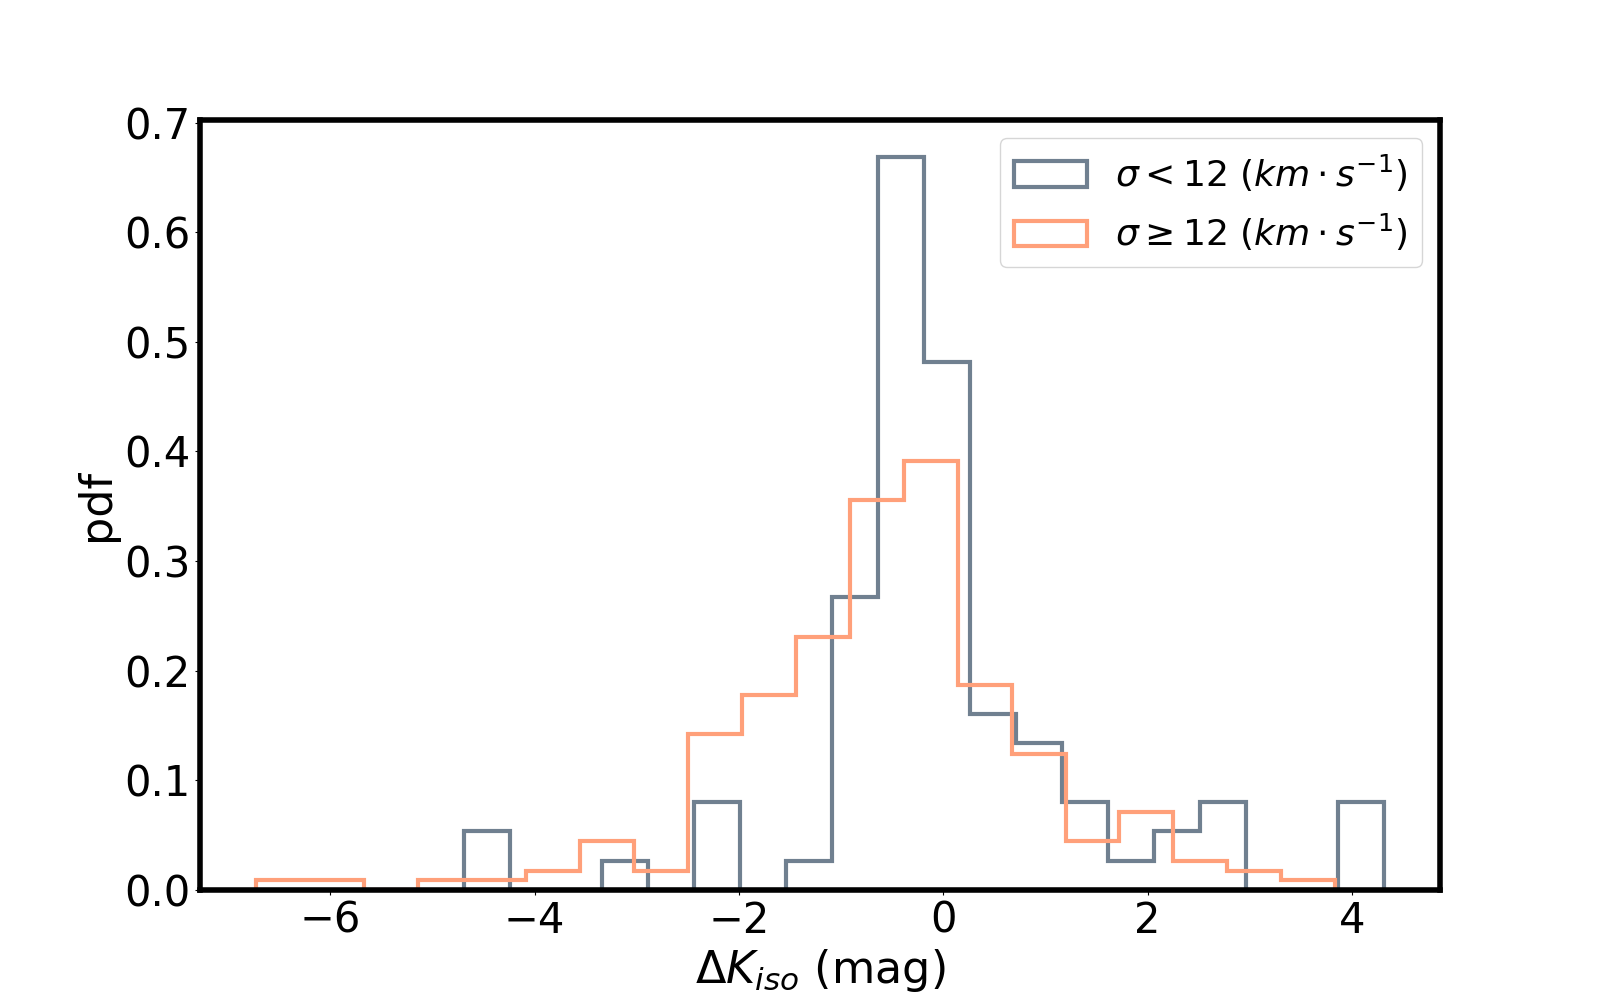 σ < 12 (km · s⁻¹)
σ ≥ 12 (km · s⁻¹)
0.7
0.6
0.5
0.4
0.3
0.2
0.1
0.0
pdf
−6 −4 −2 0 2 4
ΔK_iso (mag)